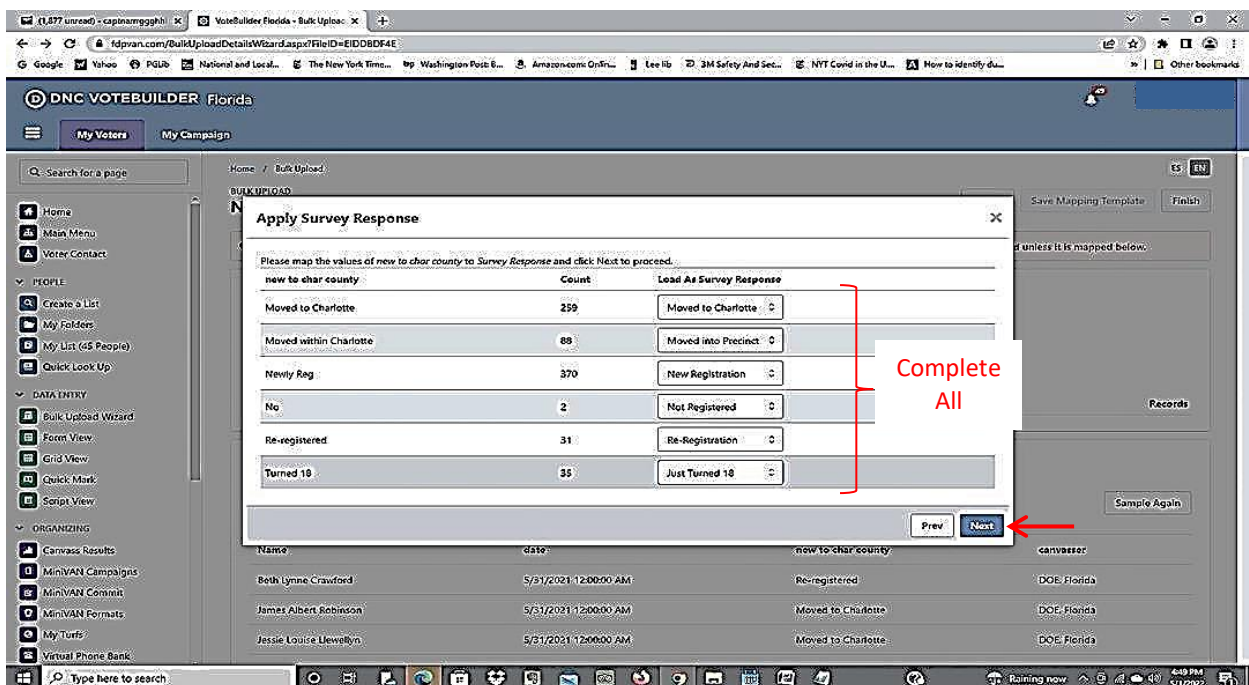 (1,877 unread) - captnarrggghh
VoteBuilder Florida - Bulk Upload
fdpvan.com/BulkUploadDetailsWizard.aspx?FileID=EIDDBDF4E
Google Yahoo PGLib National and Local... The New York Time... Washington Post: B... Amazon.com: Onlin... Lee lib 3M Safety And Sec... NYT Covid in the U... How to identify du... » Other bookmarks
DNC VOTEBUILDER Florida
My Voters My Campaign
Search for a page
Home / Bulk Upload
ES EN
BULK UPLOAD
Save Mapping Template Finish
Home
Main Menu
Voter Contact
d unless it is mapped below.
Apply Survey Response
Please map the values of new to char county to Survey Response and click Next to proceed.
new to char county Count Load As Survey Response
Moved to Charlotte 259 Moved to Charlotte
Moved within Charlotte 88 Moved into Precinct
Newly Reg 370 New Registration
No 2 Not Registered
Re-registered 31 Re-Registration
Turned 18 35 Just Turned 18
Complete
All
Prev Next
PEOPLE
Create a List
My Folders
My List (45 People)
Quick Look Up
DATA ENTRY
Bulk Upload Wizard
Form View
Grid View
Quick Mark
Script View
ORGANIZING
Canvass Results
MiniVAN Campaigns
MiniVAN Commit
MiniVAN Formats
My Turfs
Virtual Phone Bank
Records
Sample Again
Name date new to char county canvasser
Beth Lynne Crawford 5/31/2021 12:00:00 AM Re-registered DOE, Florida
James Albert Robinson 5/31/2021 12:00:00 AM Moved to Charlotte DOE, Florida
Jessie Louise Llewellyn 5/31/2021 12:00:00 AM Moved to Charlotte DOE, Florida
Type here to search
Raining now
4:49 PM
5/1/2022